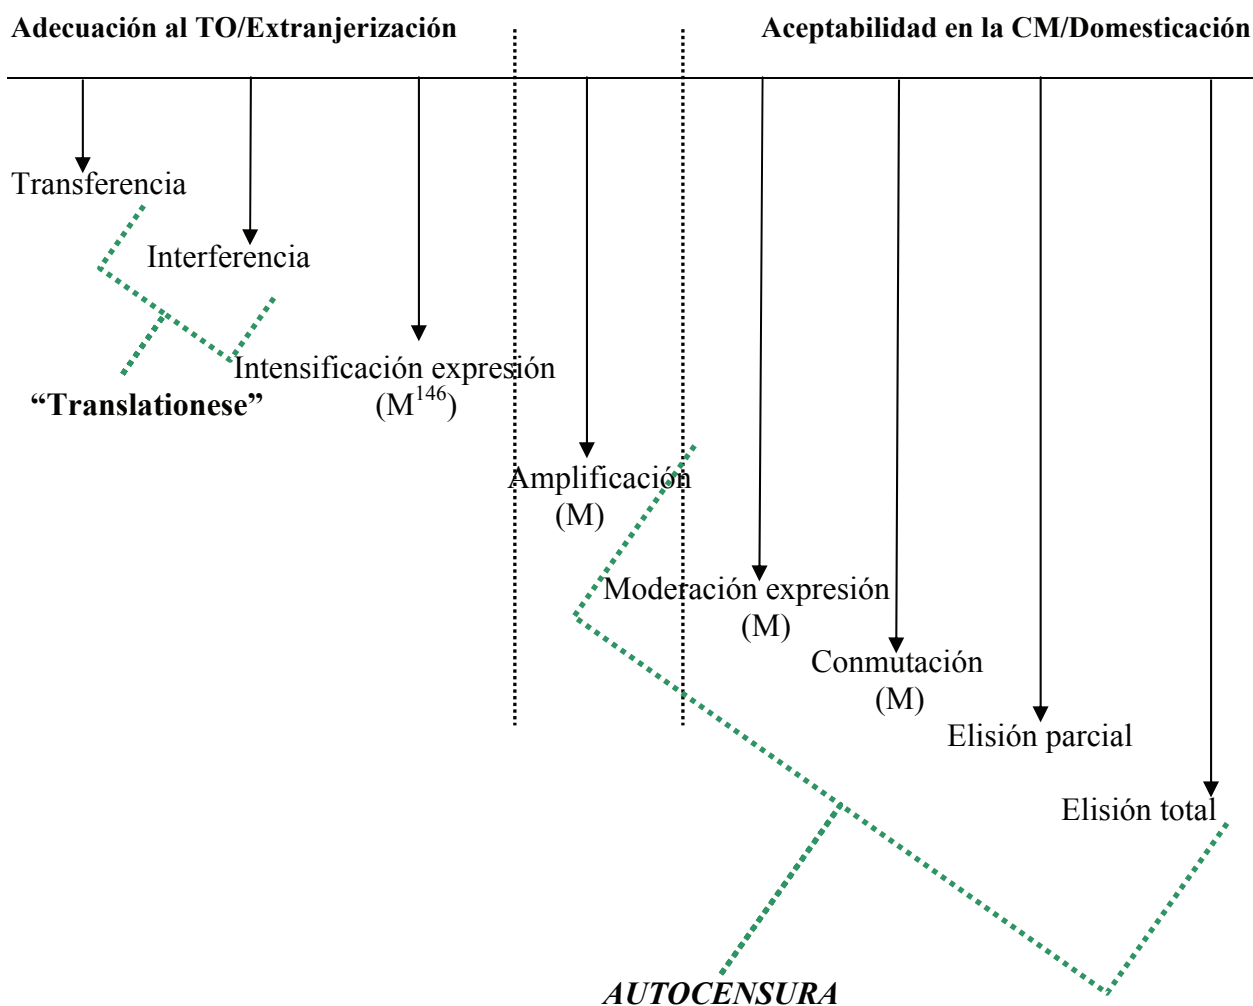 Adecuación al TO/Extranjerización
Aceptabilidad en la CM/Domesticación
Transferencia
Interferencia
Intensificación expresión
(M146)
“Translationese”
Amplificación
(M)
Moderación expresión
(M)
Conmutación
(M)
Elisión parcial
Elisión total
AUTOCENSURA